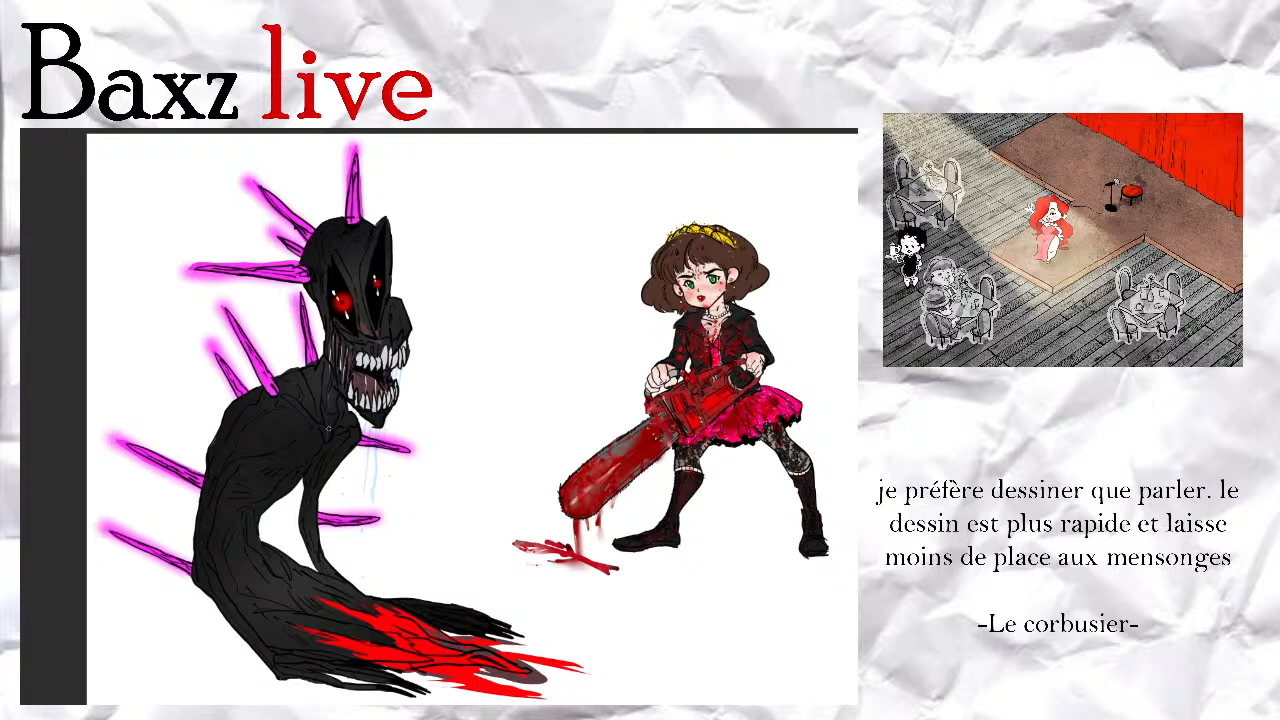 Baxz live
je préfère dessiner que parler. le
dessin est plus rapide et laisse
moins de place aux mensonges
-Le corbusier-